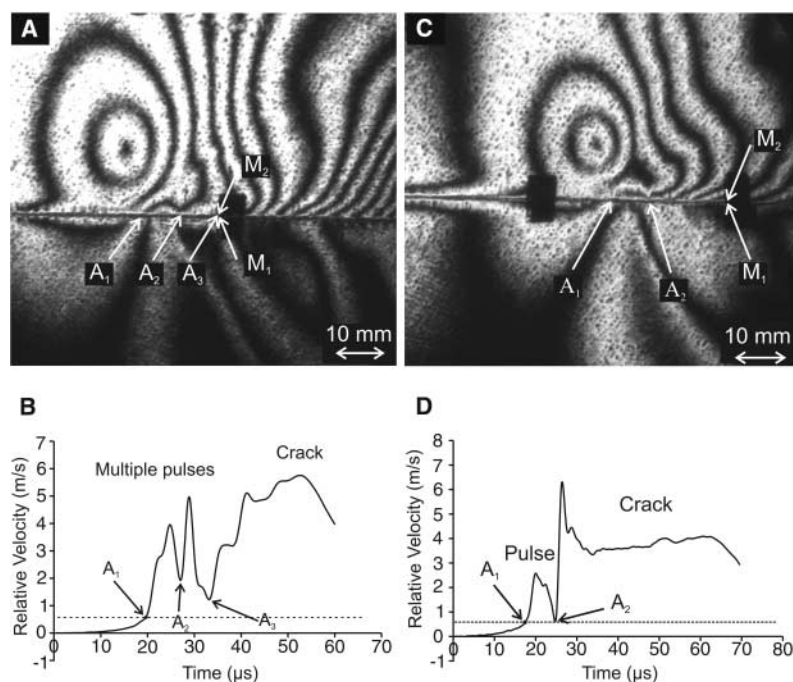 A
M₂
A₁ A₂ A₃ M₁
10 mm
C
M₂
A₁ A₂ M₁
10 mm
B
Relative Velocity (m/s)
7
6
5
4
3
2
1
0
-1
Multiple pulses
Crack
A₁
A₂
A₃
0 10 20 30 40 50 60 70
Time (µs)
D
Relative Velocity (m/s)
8
7
6
5
4
3
2
1
0
-1
Pulse
Crack
A₁
A₂
0 10 20 30 40 50 60 70 80
Time (µs)